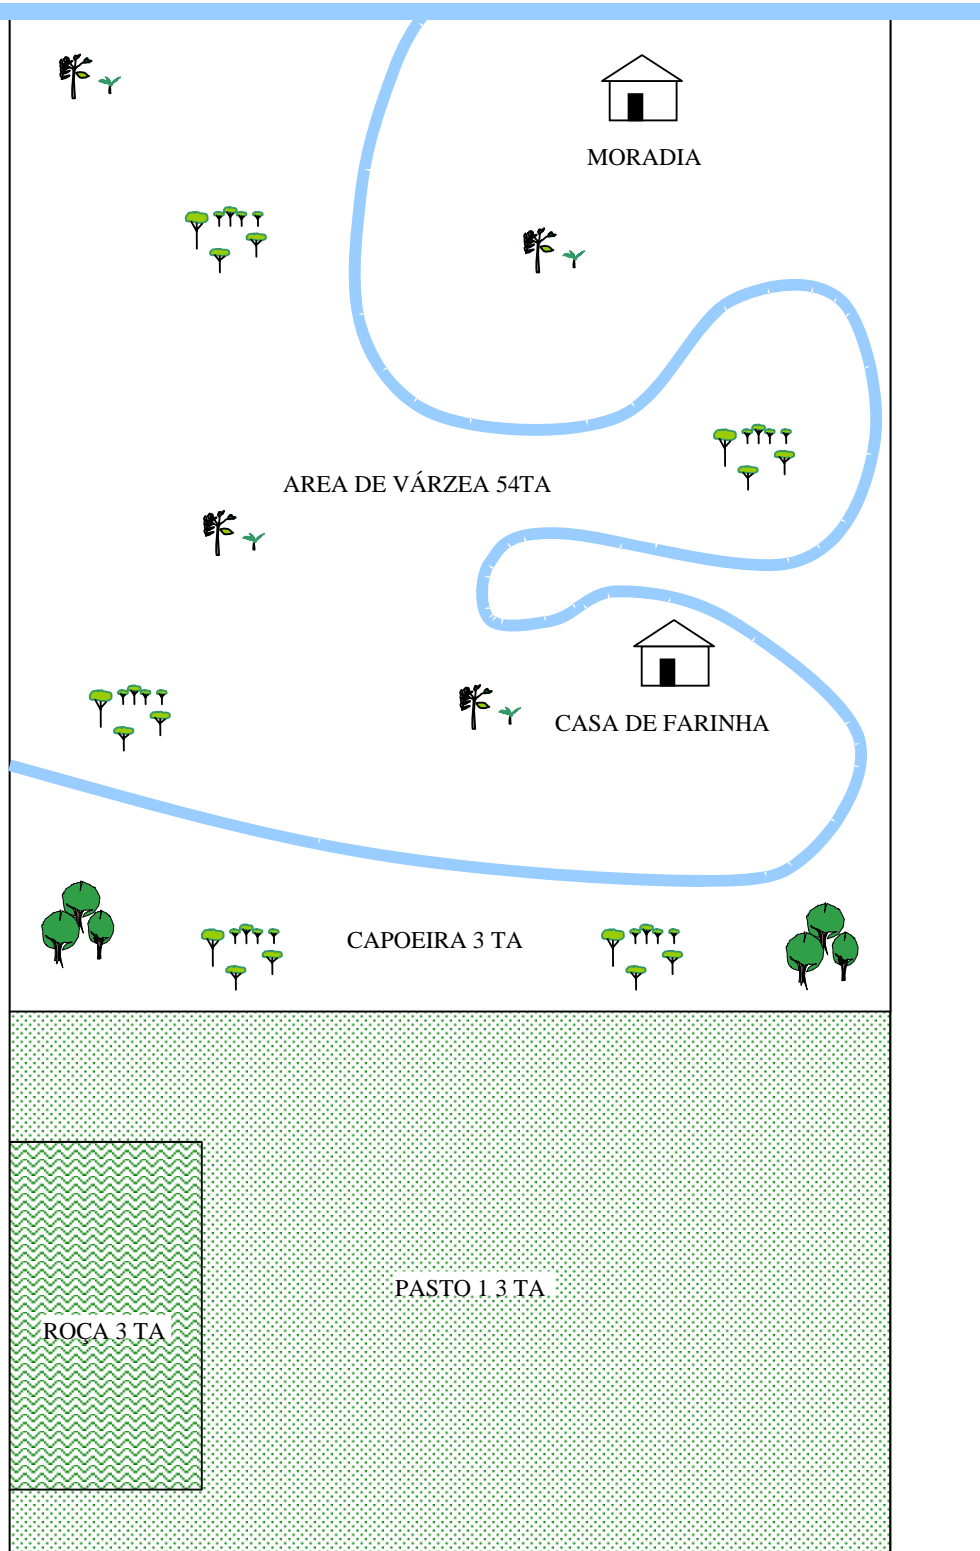 MORADIA
AREA DE VÁRZEA 54TA
CASA DE FARINHA
CAPOEIRA 3 TA
PASTO 1 3 TA
ROÇA 3 TA